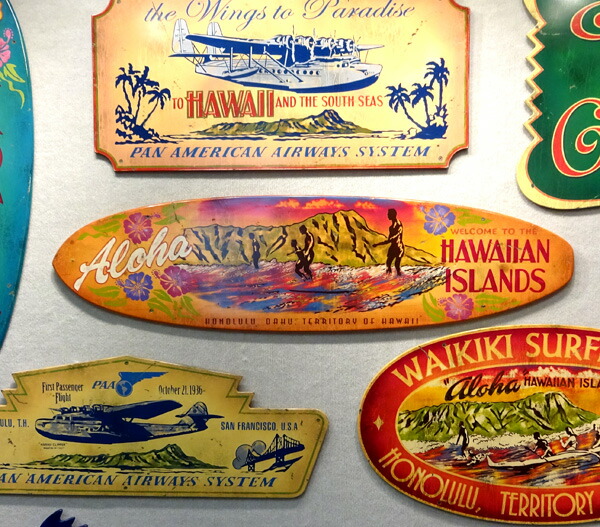 the Wings to Paradise
TO HAWAII AND THE SOUTH SEAS
PAN AMERICAN AIRWAYS SYSTEM
Aloha
WELCOME TO THE
HAWAIIAN
ISLANDS
HONOLULU, OAHU, TERRITORY OF HAWAII
First Passenger
Flight
PAA
October 21, 1936
LU, T.H.
SAN FRANCISCO, U.S.A
AN AMERICAN AIRWAYS SYSTEM
WAIKIKI SURF
"Aloha" HAWAIIAN ISLA
HONOLULU, TERRITORY